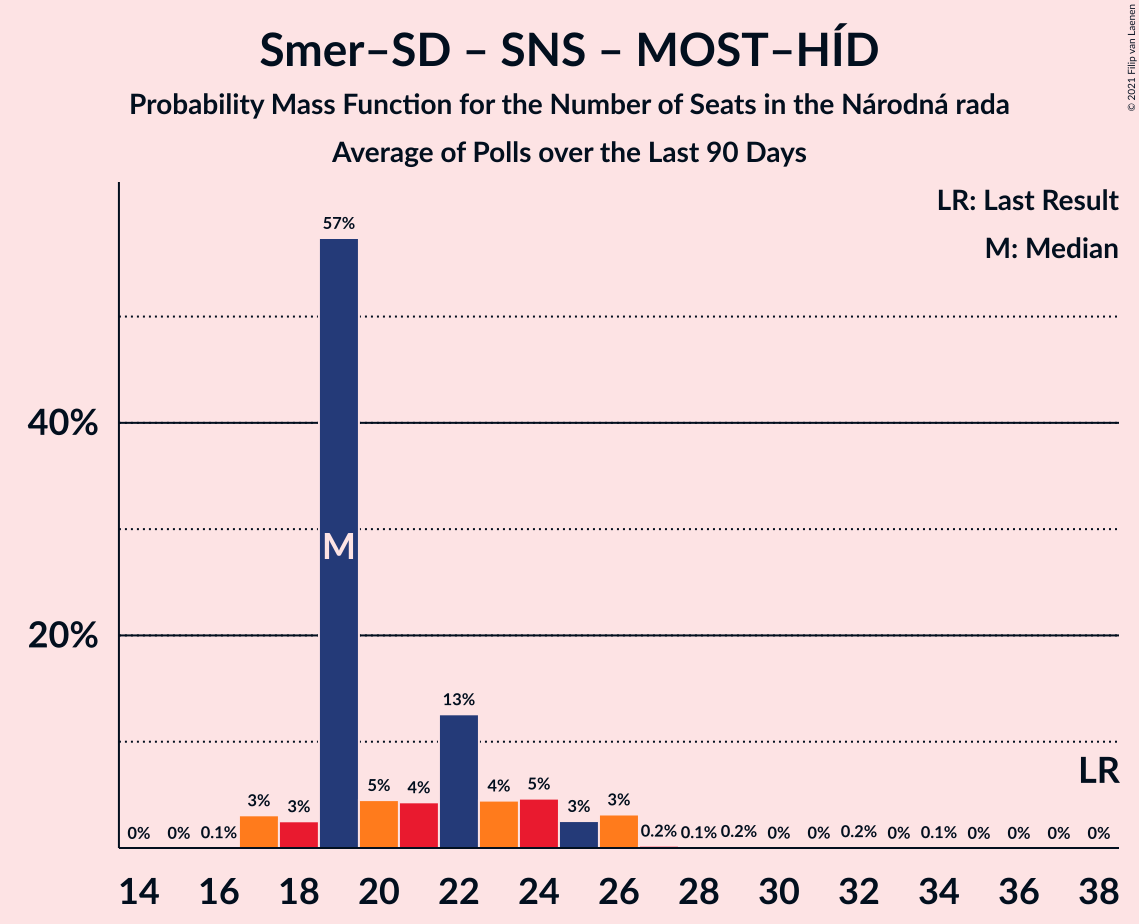 Smer–SD – SNS – MOST–HÍD
Probability Mass Function for the Number of Seats in the Národná rada
Average of Polls over the Last 90 Days
© 2021 Filip van Laenen
LR: Last Result
M: Median
57%
40%
M
20%
13%
LR
0% 0% 0.1% 3% 3% 5% 4% 4% 5% 3% 3% 0.2% 0.1% 0.2% 0% 0% 0.2% 0% 0.1% 0% 0% 0% 0%
14 16 18 20 22 24 26 28 30 32 34 36 38